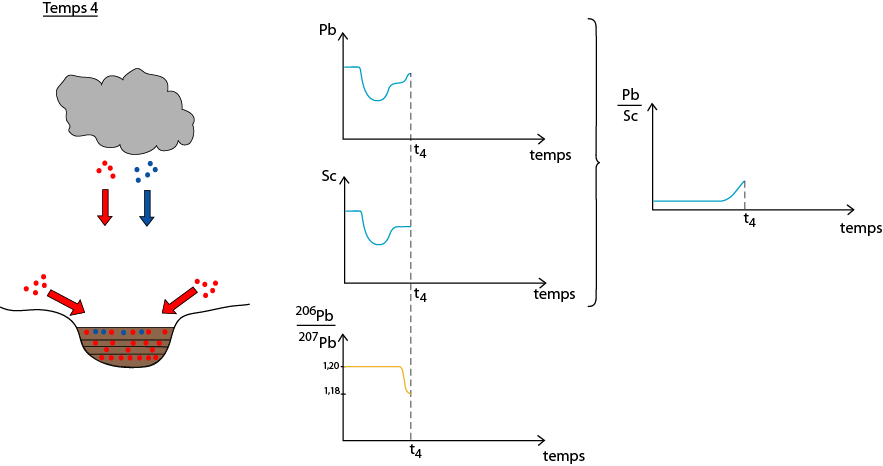 Temps 4
Pb
t4
temps
Sc
t4
temps
206Pb
207Pb
1,20
1,18
t4
temps
Pb
Sc
t4
temps